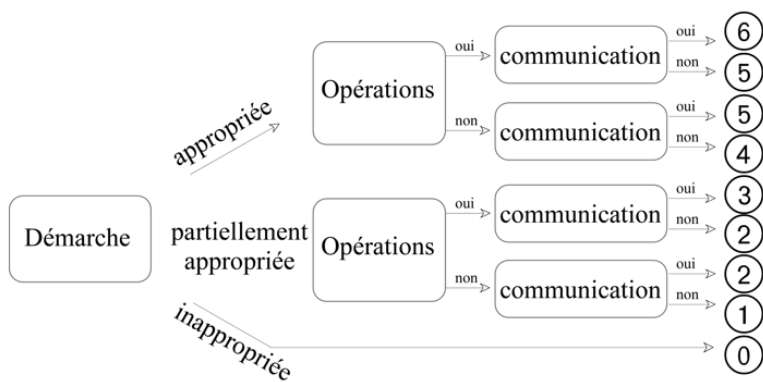 Démarche
appropriée
Opérations
oui
communication
oui
6
non
5
non
communication
oui
5
non
4
partiellement
appropriée
Opérations
oui
communication
oui
3
non
2
non
communication
oui
2
non
1
inappropriée
0